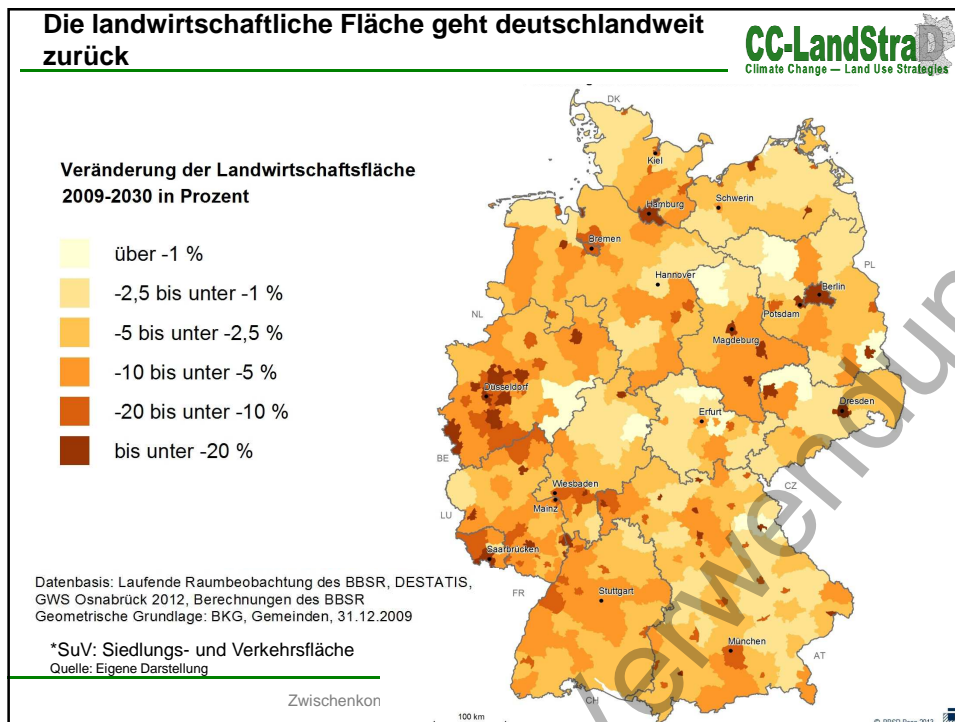 Die landwirtschaftliche Fläche geht deutschlandweit
zurück
CC-LandStraD
Climate Change — Land Use Strategies
Veränderung der Landwirtschaftsfläche
2009-2030 in Prozent
über -1 %
-2,5 bis unter -1 %
-5 bis unter -2,5 %
-10 bis unter -5 %
-20 bis unter -10 %
bis unter -20 %
DK
Kiel
Hamburg
Schwerin
Bremen
Hannover
PL
Berlin
Potsdam
NL
Magdeburg
Düsseldorf
Erfurt
Dresden
BE
CZ
Wiesbaden
Mainz
LU
Saarbrücken
FR
Stuttgart
München
AT
CH
100 km
Datenbasis: Laufende Raumbeobachtung des BBSR, DESTATIS,
GWS Osnabrück 2012, Berechnungen des BBSR
Geometrische Grundlage: BKG, Gemeinden, 31.12.2009
*SuV: Siedlungs- und Verkehrsfläche
Quelle: Eigene Darstellung
Zwischenkon
Verwendun